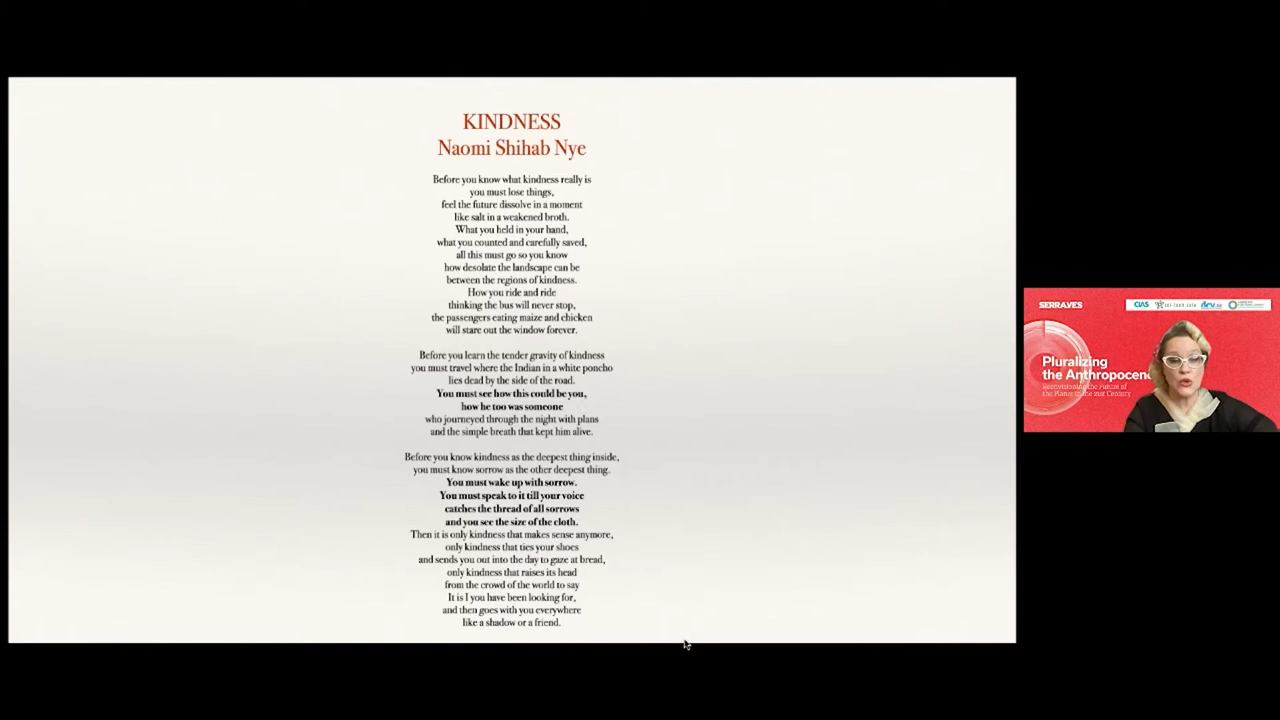 KINDNESS
Naomi Shihab Nye
Before you know what kindness really is
you must lose things,
feel the future dissolve in a moment
like salt in a weakened broth.
What you held in your hand,
what you counted and carefully saved,
all this must go so you know
how desolate the landscape can be
between the regions of kindness.
How you ride and ride
thinking the bus will never stop,
the passengers eating maize and chicken
will stare out the window forever.
Before you learn the tender gravity of kindness
you must travel where the Indian in a white poncho
lies dead by the side of the road.
You must see how this could be you,
how he too was someone
who journeyed through the night with plans
and the simple breath that kept him alive.
Before you know kindness as the deepest thing inside,
you must know sorrow as the other deepest thing.
You must wake up with sorrow.
You must speak to it till your voice
catches the thread of all sorrows
and you see the size of the cloth.
Then it is only kindness that makes sense anymore,
only kindness that ties your shoes
and sends you out into the day to gaze at bread,
only kindness that raises its head
from the crowd of the world to say
It is I you have been looking for,
and then goes with you everywhere
like a shadow or a friend.
SERRALVES
CIAS
Pluralizing
the Anthropocene
the Future of
the Planet in the 21st Century